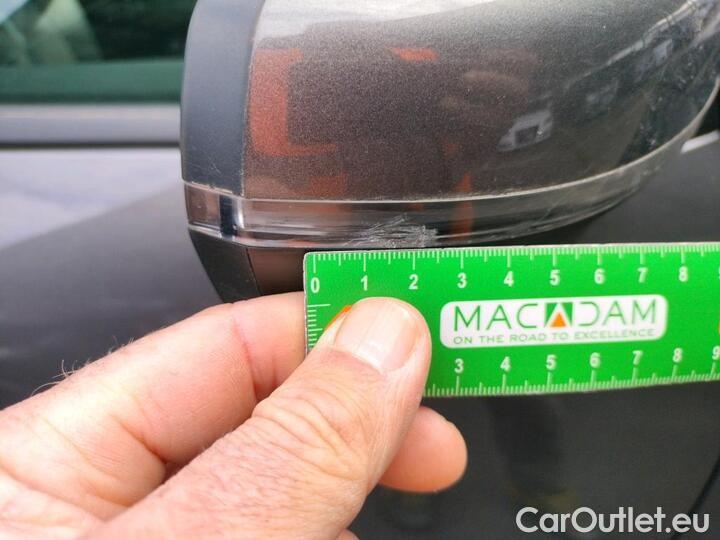 0 1 2 3 4 5 6 7 8
MACADAM
ON THE ROAD TO EXCELLENCE
3 4 5 6 7 8 9
CarOutlet.eu